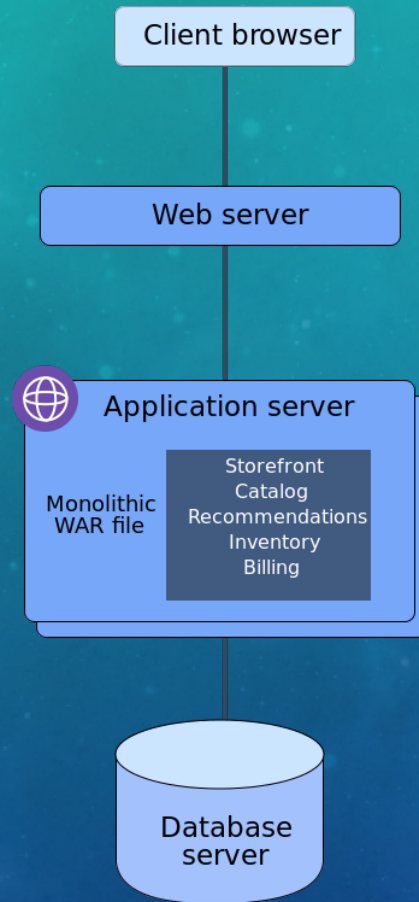 Client browser
Web server
Application server
Monolithic
WAR file
Storefront
Catalog
Recommendations
Inventory
Billing
Database
server